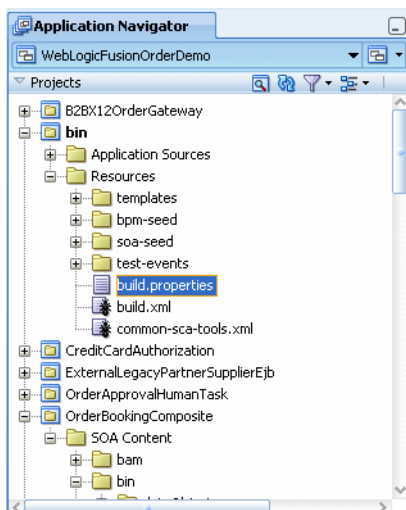 Application Navigator
WebLogicFusionOrderDemo
Projects
B2BX12OrderGateway
bin
Application Sources
Resources
templates
bpm-seed
soa-seed
test-events
build.properties
build.xml
common-sca-tools.xml
CreditCardAuthorization
ExternalLegacyPartnerSupplierEjb
OrderApprovalHumanTask
OrderBookingComposite
SOA Content
bam
bin